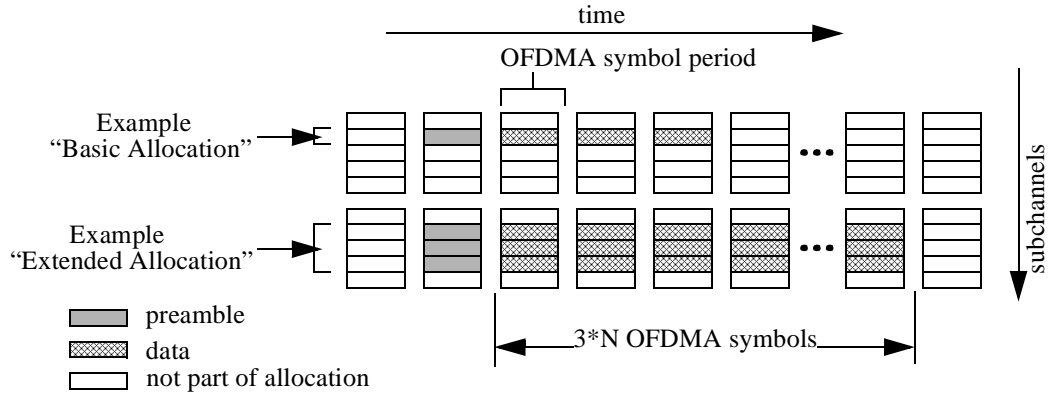 time
OFDMA symbol period
Example
“Basic Allocation”
Example
“Extended Allocation”
subchannels
preamble
data
not part of allocation
3*N OFDMA symbols